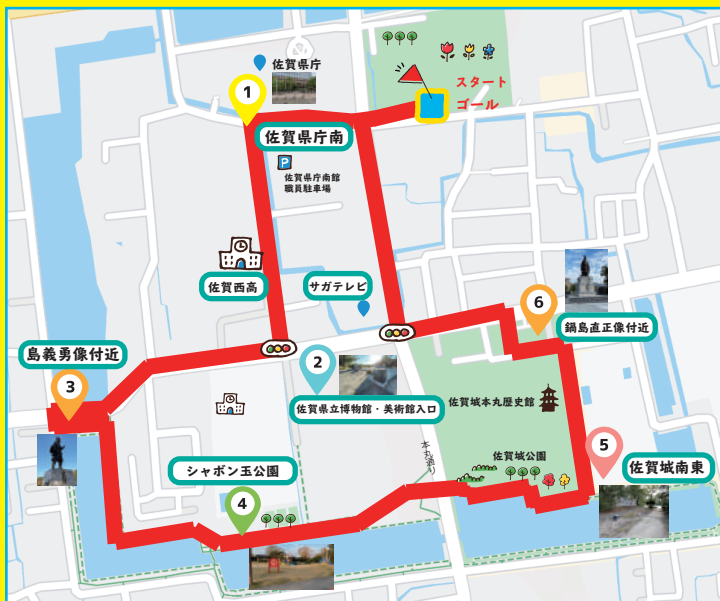 佐賀県庁
1
スタート
ゴール
佐賀県庁南
P
佐賀県庁南館
職員駐車場
佐賀西高
サガテレビ
6
鍋島直正像付近
島義勇像付近
3
2
佐賀県立博物館・美術館入口
佐賀城本丸歴史館
本丸通り
佐賀城公園
5
佐賀城南東
シャボン玉公園
4